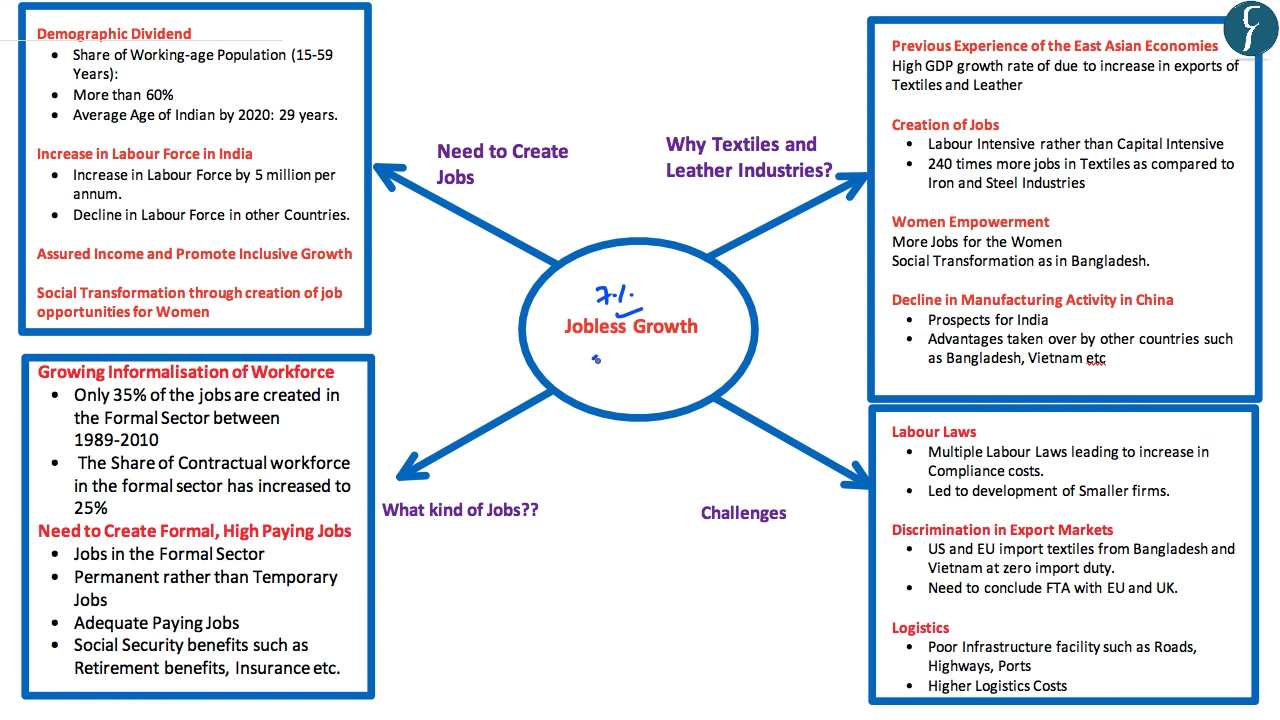 Demographic Dividend
• Share of Working-age Population (15-59
Years):
• More than 60%
• Average Age of Indian by 2020: 29 years.
Increase in Labour Force in India
• Increase in Labour Force by 5 million per
annum.
• Decline in Labour Force in other Countries.
Assured Income and Promote Inclusive Growth
Social Transformation through creation of job
opportunities for Women
Need to Create
Jobs
Why Textiles and
Leather Industries?
Previous Experience of the East Asian Economies
High GDP growth rate of due to increase in exports of
Textiles and Leather
Creation of Jobs
• Labour Intensive rather than Capital Intensive
• 240 times more jobs in Textiles as compared to
Iron and Steel Industries
Women Empowerment
More Jobs for the Women
Social Transformation as in Bangladesh.
Decline in Manufacturing Activity in China
• Prospects for India
• Advantages taken over by other countries such
as Bangladesh, Vietnam etc
7%
Jobless Growth
Growing Informalisation of Workforce
• Only 35% of the jobs are created in
the Formal Sector between
1989-2010
• The Share of Contractual workforce
in the formal sector has increased to
25%
Need to Create Formal, High Paying Jobs
• Jobs in the Formal Sector
• Permanent rather than Temporary
Jobs
• Adequate Paying Jobs
• Social Security benefits such as
Retirement benefits, Insurance etc.
What kind of Jobs??
Challenges
Labour Laws
• Multiple Labour Laws leading to increase in
Compliance costs.
• Led to development of Smaller firms.
Discrimination in Export Markets
• US and EU import textiles from Bangladesh and
Vietnam at zero import duty.
• Need to conclude FTA with EU and UK.
Logistics
• Poor Infrastructure facility such as Roads,
Highways, Ports
• Higher Logistics Costs